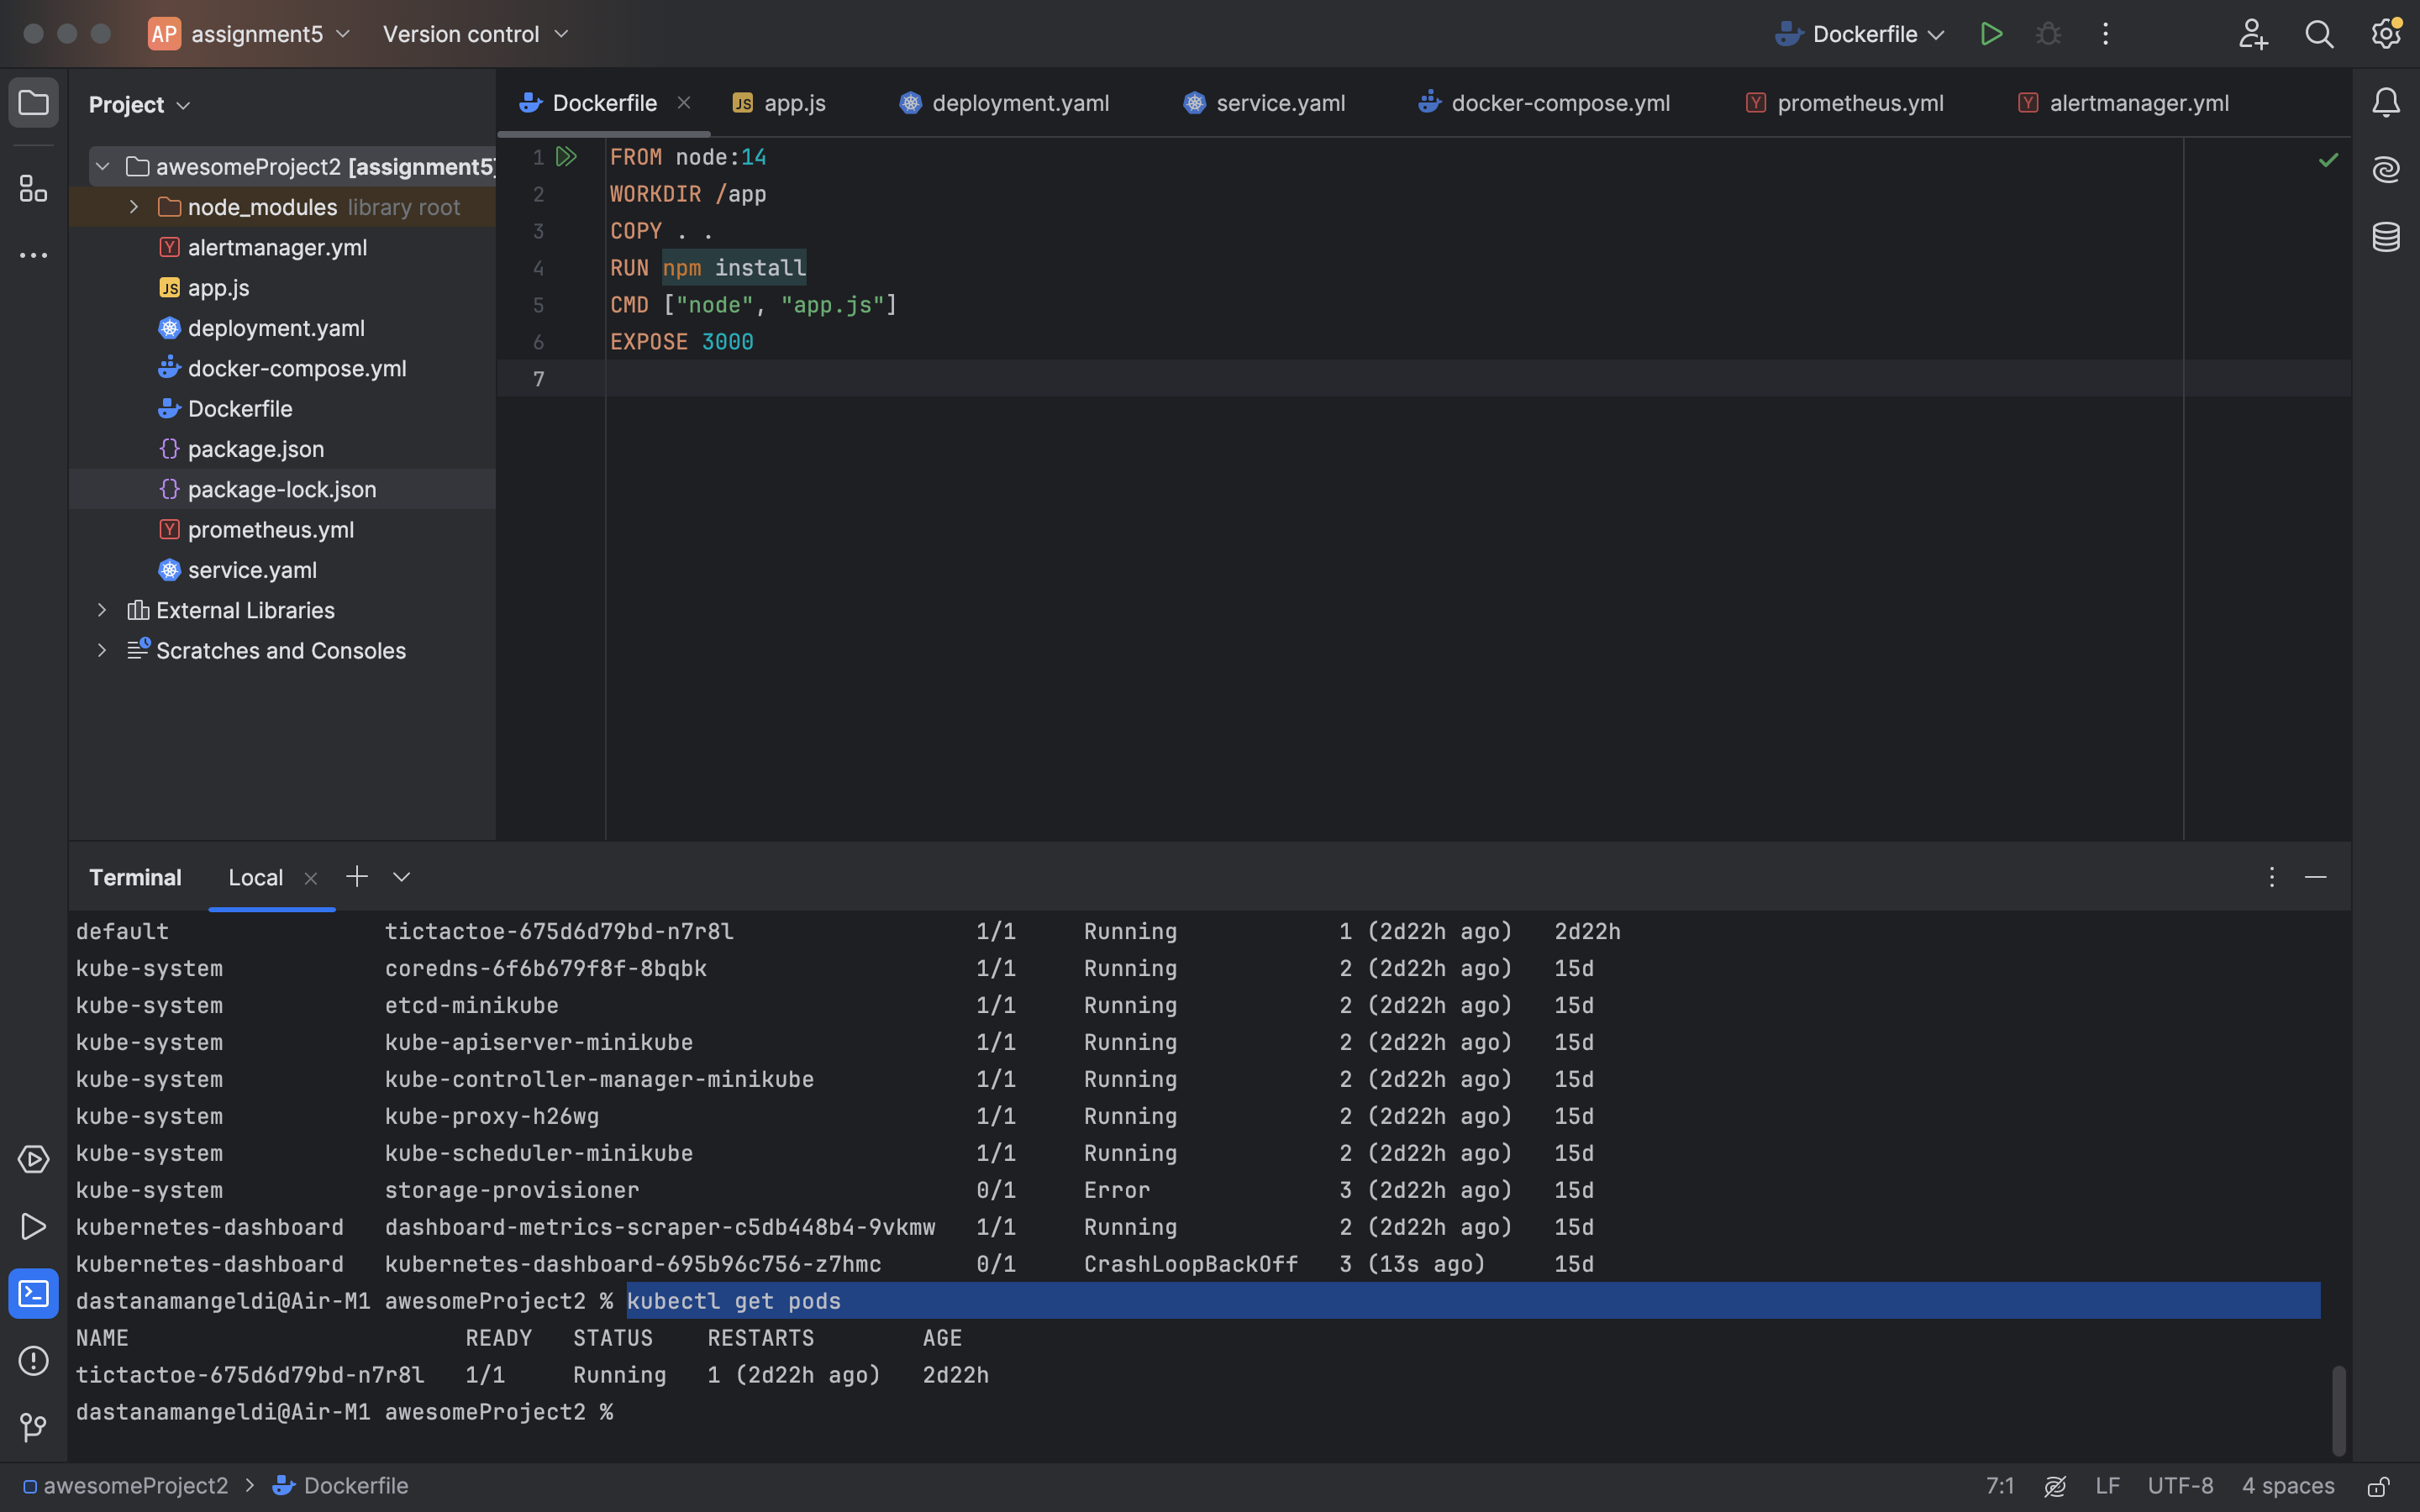 AP assignment5 Version control Dockerfile
Project
Dockerfile app.js deployment.yaml service.yaml docker-compose.yml prometheus.yml alertmanager.yml
awesomeProject2 [assignment5]
node_modules library root
alertmanager.yml
app.js
deployment.yaml
docker-compose.yml
Dockerfile
package.json
package-lock.json
prometheus.yml
service.yaml
External Libraries
Scratches and Consoles
1 FROM node:14
2 WORKDIR /app
3 COPY . .
4 RUN npm install
5 CMD ["node", "app.js"]
6 EXPOSE 3000
7
Terminal Local
default tictactoe-675d6d79bd-n7r8l 1/1 Running 1 (2d22h ago) 2d22h
kube-system coredns-6f6b679f8f-8bqbk 1/1 Running 2 (2d22h ago) 15d
kube-system etcd-minikube 1/1 Running 2 (2d22h ago) 15d
kube-system kube-apiserver-minikube 1/1 Running 2 (2d22h ago) 15d
kube-system kube-controller-manager-minikube 1/1 Running 2 (2d22h ago) 15d
kube-system kube-proxy-h26wg 1/1 Running 2 (2d22h ago) 15d
kube-system kube-scheduler-minikube 1/1 Running 2 (2d22h ago) 15d
kube-system storage-provisioner 0/1 Error 3 (2d22h ago) 15d
kubernetes-dashboard dashboard-metrics-scraper-c5db448b4-9vkmw 1/1 Running 2 (2d22h ago) 15d
kubernetes-dashboard kubernetes-dashboard-695b96c756-z7hmc 0/1 CrashLoopBackOff 3 (13s ago) 15d
dastanamangeldi@Air-M1 awesomeProject2 % kubectl get pods
NAME READY STATUS RESTARTS AGE
tictactoe-675d6d79bd-n7r8l 1/1 Running 1 (2d22h ago) 2d22h
dastanamangeldi@Air-M1 awesomeProject2 %
awesomeProject2 > Dockerfile 7:1 LF UTF-8 4 spaces